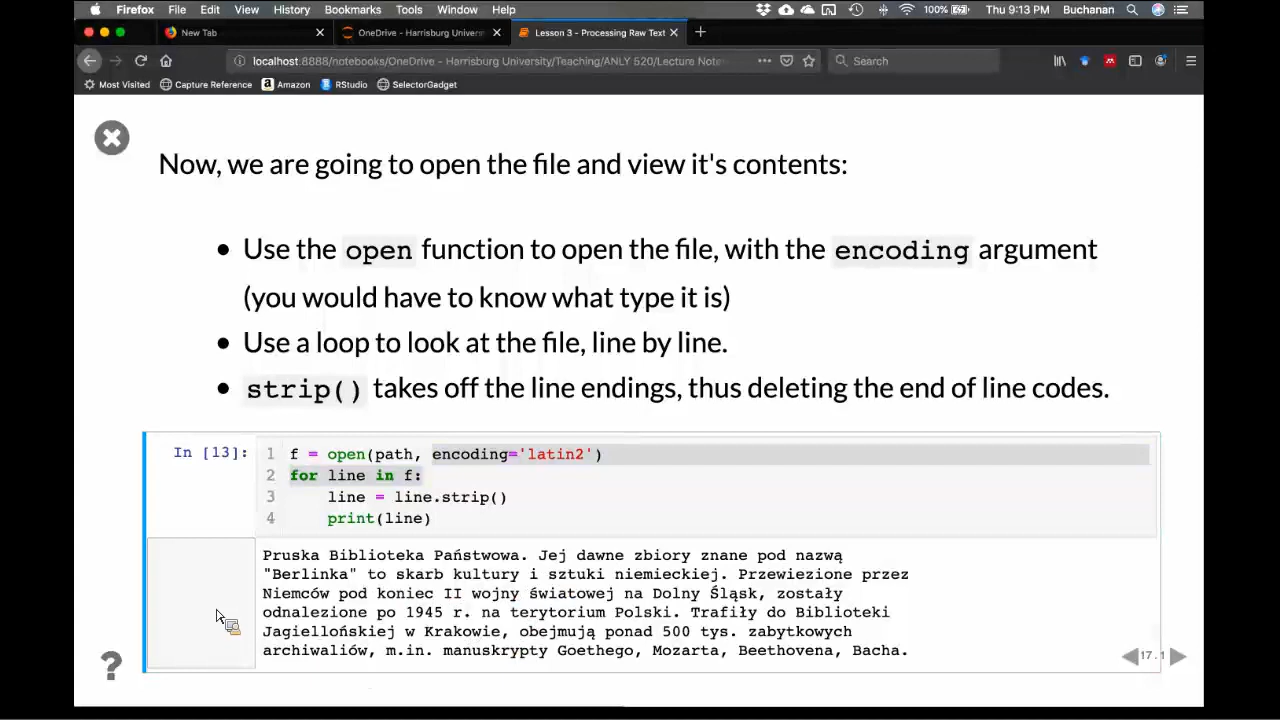 Firefox File Edit View History Bookmarks Tools Window Help 100% Thu 9:13 PM Buchanan
New Tab OneDrive - Harrisburg Univers Lesson 3 - Processing Raw Text
localhost:8888/notebooks/OneDrive - Harrisburg University/Teaching/ANLY 520/Lecture Note Search
Most Visited Capture Reference Amazon RStudio SelectorGadget
Now, we are going to open the file and view it's contents:
Use the open function to open the file, with the encoding argument
(you would have to know what type it is)
Use a loop to look at the file, line by line.
strip() takes off the line endings, thus deleting the end of line codes.
In [13]: 1 f = open(path, encoding='latin2')
2 for line in f:
3 line = line.strip()
4 print(line)
Pruska Biblioteka Państwowa. Jej dawne zbiory znane pod nazwą
"Berlinka" to skarb kultury i sztuki niemieckiej. Przewiezione przez
Niemców pod koniec II wojny światowej na Dolny Śląsk, zostały
odnalezione po 1945 r. na terytorium Polski. Trafiły do Biblioteki
Jagiellońskiej w Krakowie, obejmują ponad 500 tys. zabytkowych
archiwaliów, m.in. manuskrypty Goethego, Mozarta, Beethovena, Bacha.
?
17.1